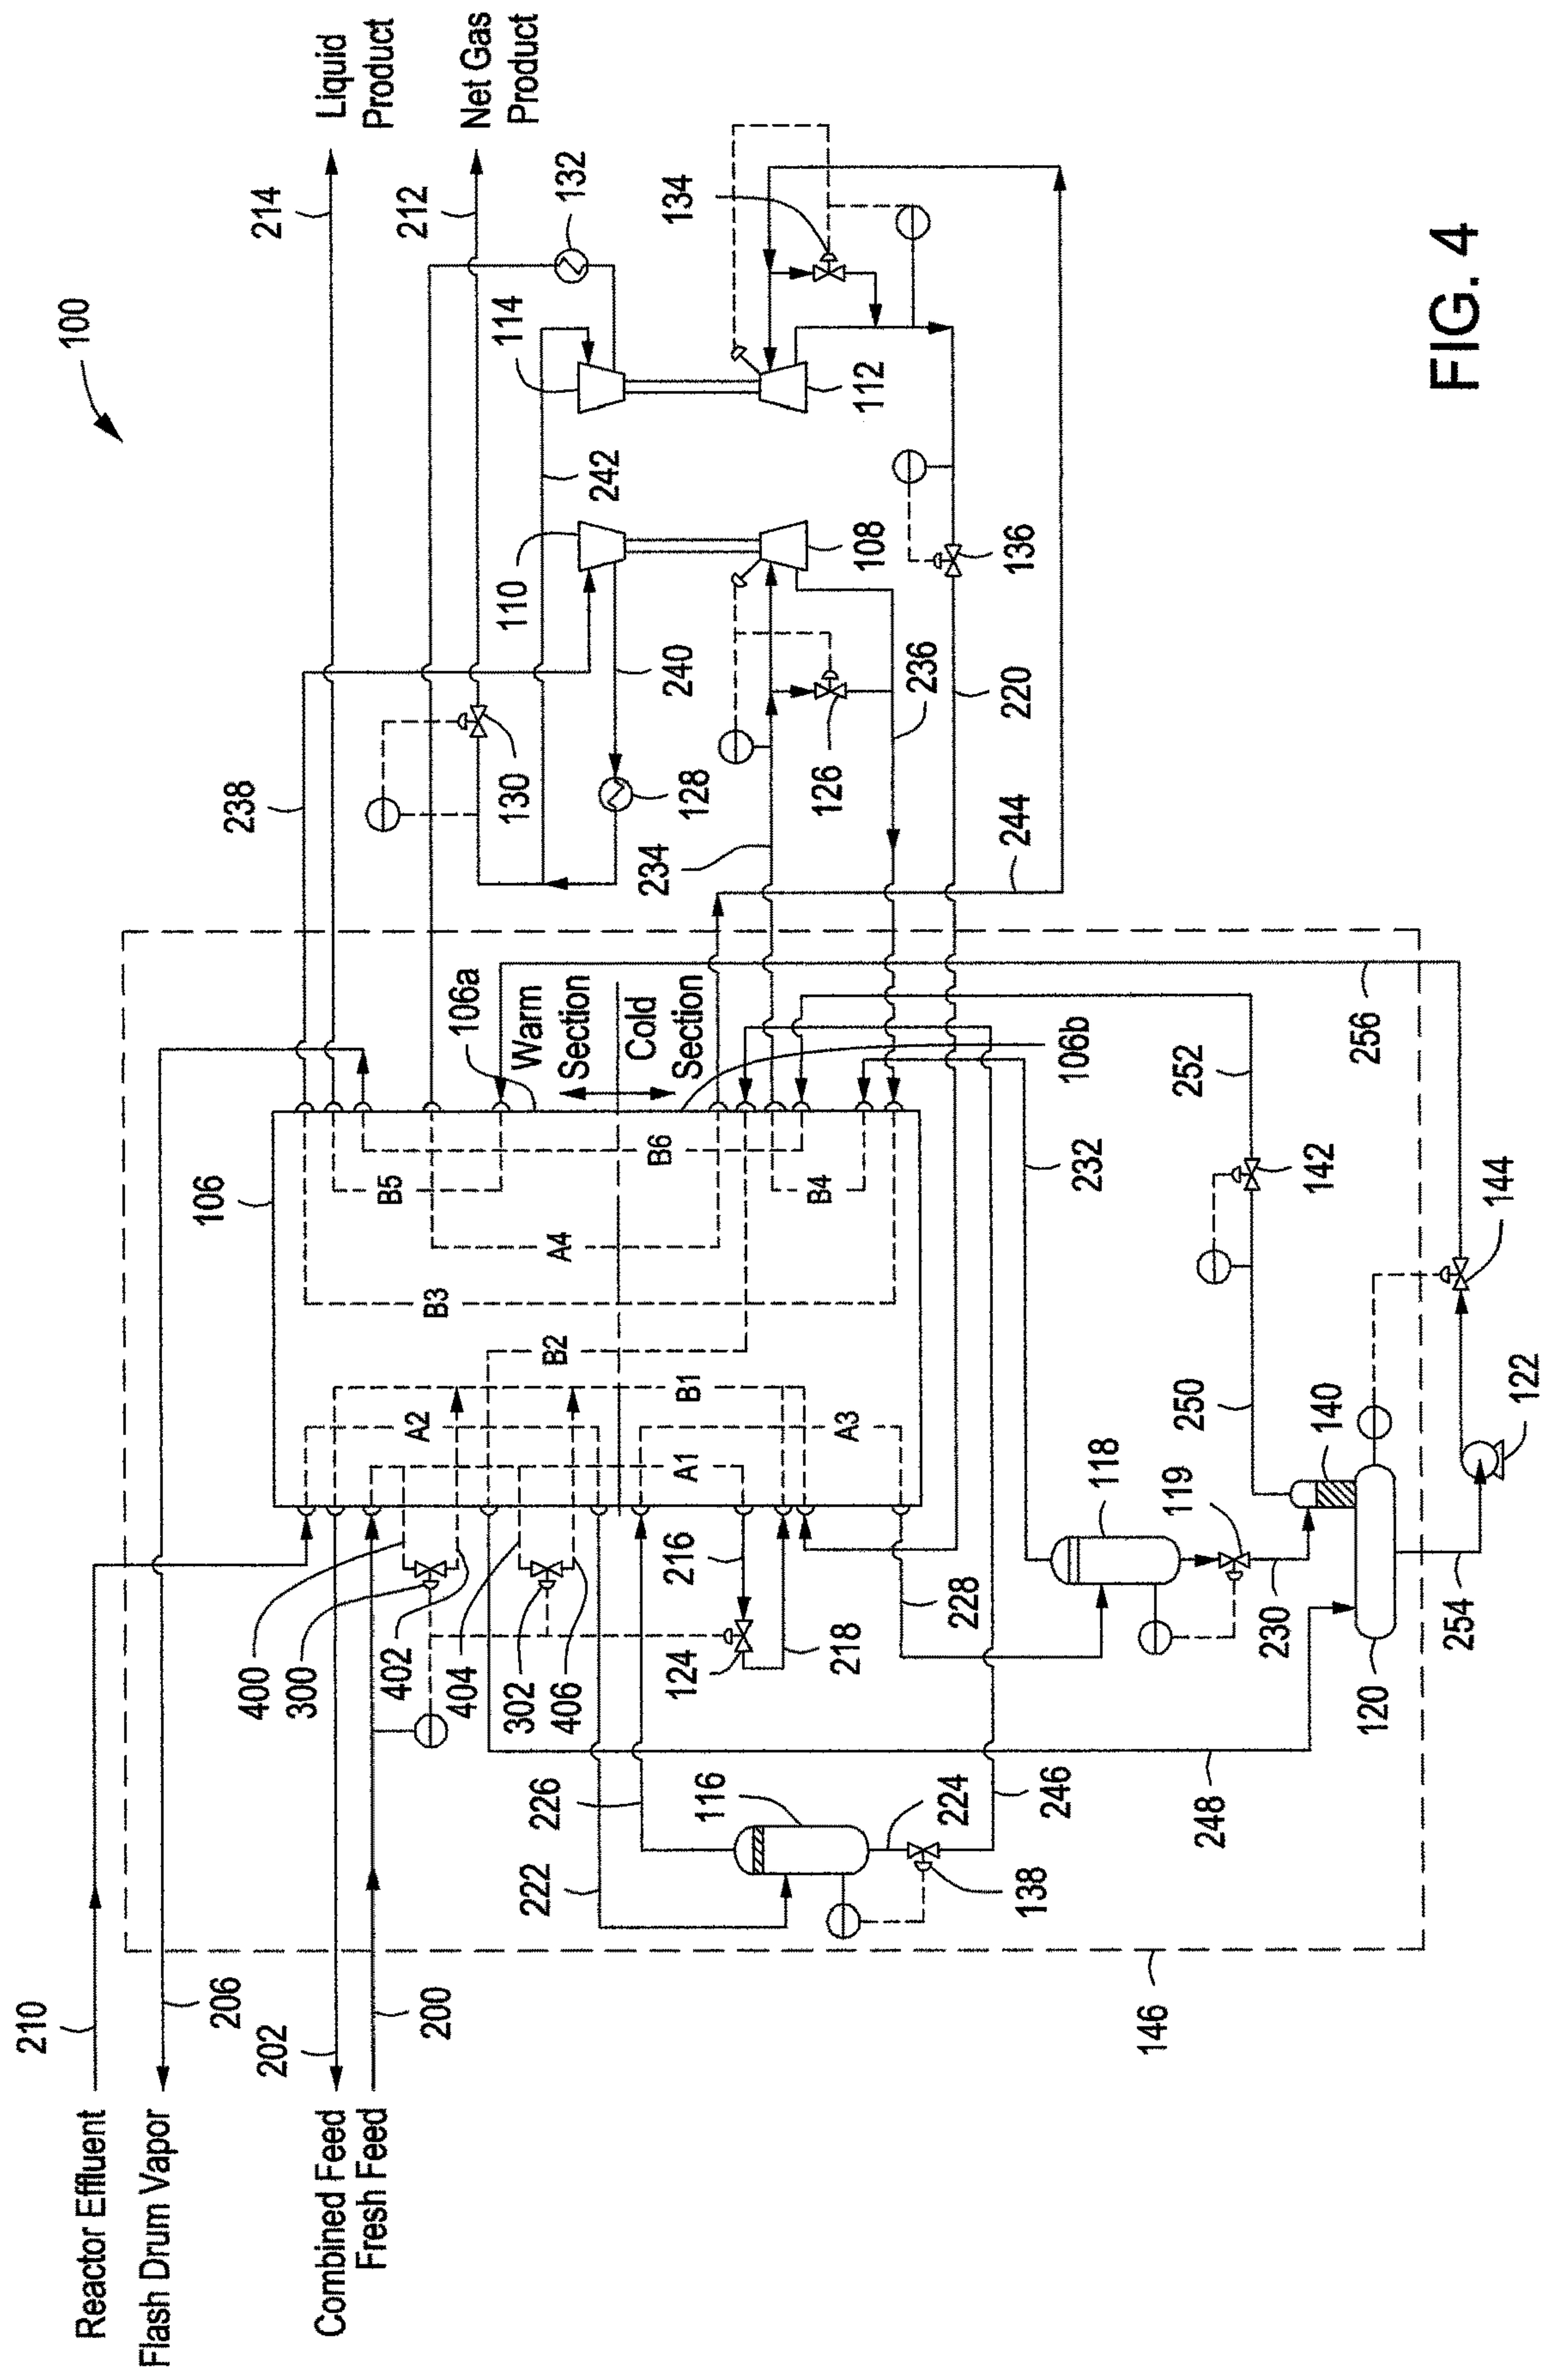 100
Liquid
Product
Net Gas
Product
214
212
132
134
114
112
242
110
108
136
240
236
220
238
130
128
126
234
244
106a
Warm
Section
Cold
Section
106b
256
252
106
B5
B6
B4
232
142
144
A4
B3
B2
B1
A2
A1
A3
250
140
118
119
122
400
300
402
404
302
406
216
124
218
228
230
254
120
226
116
222
224
138
246
248
146
210
206
202
200
Reactor Effluent
Flash Drum Vapor
Combined Feed
Fresh Feed
FIG. 4